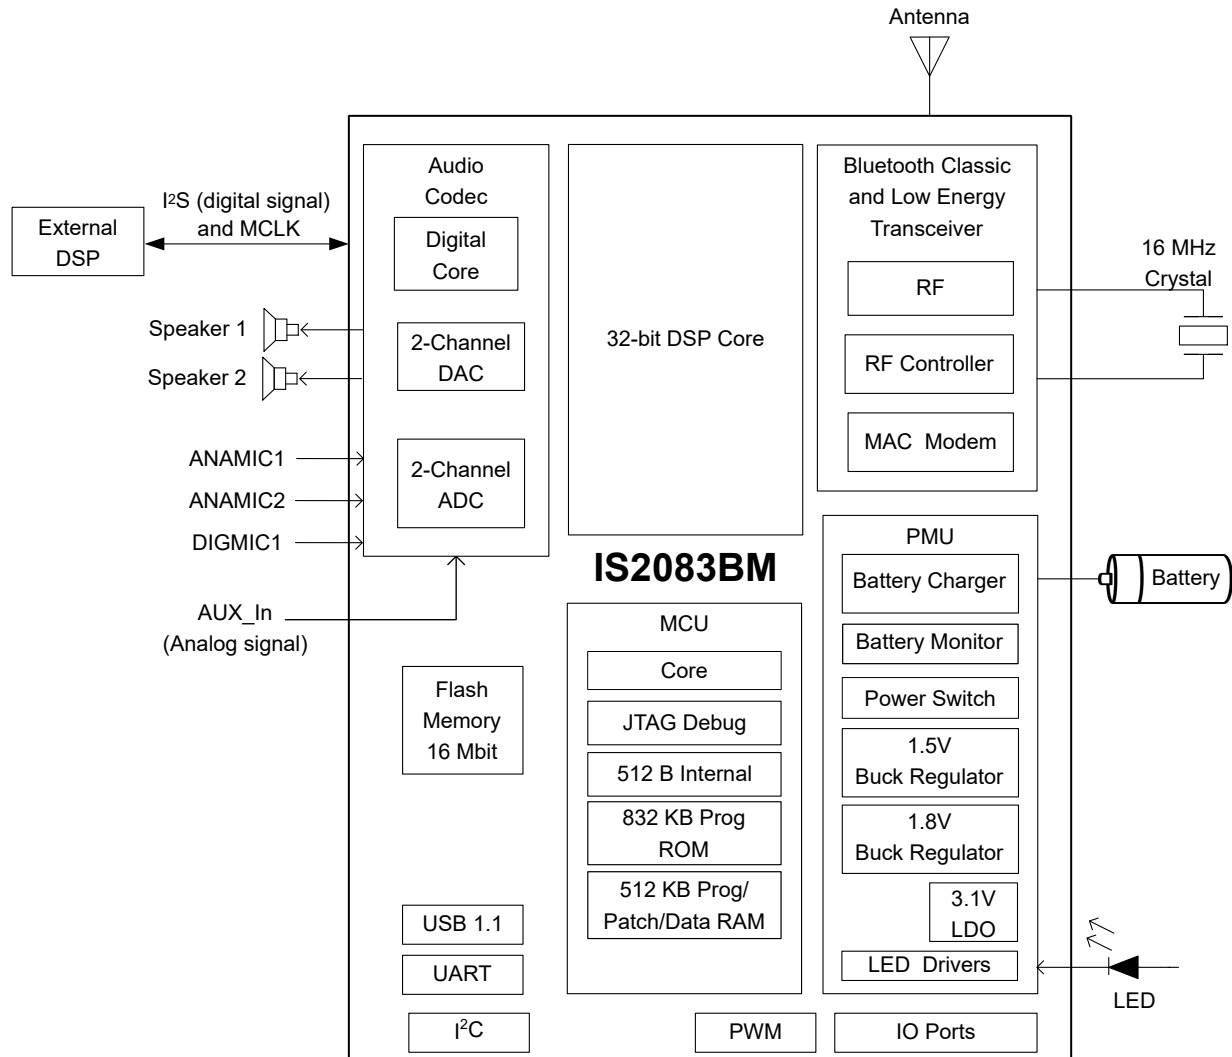 Antenna
External
DSP
I²S (digital signal)
and MCLK
Speaker 1
Speaker 2
ANAMIC1
ANAMIC2
DIGMIC1
AUX_In
(Analog signal)
Audio
Codec
Digital
Core
2-Channel
DAC
2-Channel
ADC
32-bit DSP Core
Bluetooth Classic
and Low Energy
Transceiver
RF
RF Controller
MAC Modem
16 MHz
Crystal
IS2083BM
Flash
Memory
16 Mbit
USB 1.1
UART
I²C
MCU
Core
JTAG Debug
512 B Internal
832 KB Prog
ROM
512 KB Prog/
Patch/Data RAM
PWM
PMU
Battery Charger
Battery Monitor
Power Switch
1.5V
Buck Regulator
1.8V
Buck Regulator
3.1V
LDO
LED Drivers
IO Ports
Battery
LED